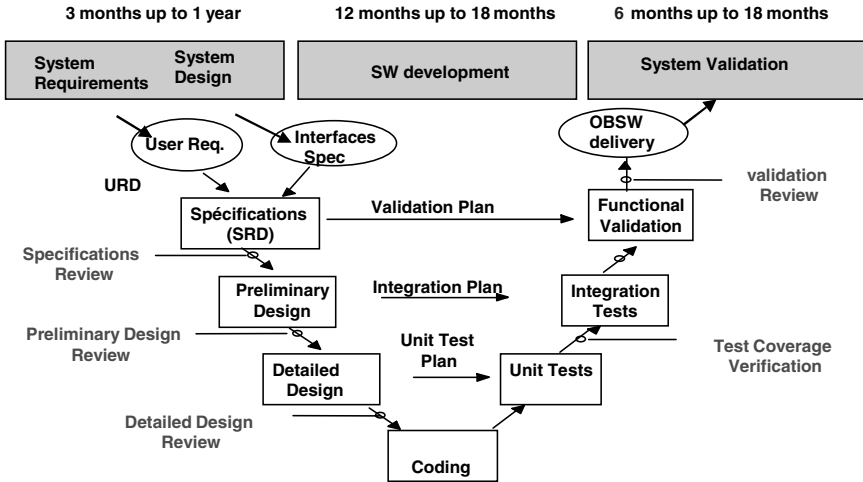 3 months up to 1 year
12 months up to 18 months
6 months up to 18 months
System
Requirements
System
Design
SW development
System Validation
User Req.
Interfaces
Spec
OBSW
delivery
URD
validation
Review
Spécifications
(SRD)
Validation Plan
Functional
Validation
Specifications
Review
Preliminary
Design
Integration Plan
Integration
Tests
Preliminary Design
Review
Unit Test
Plan
Test Coverage
Verification
Detailed
Design
Unit Tests
Detailed Design
Review
Coding